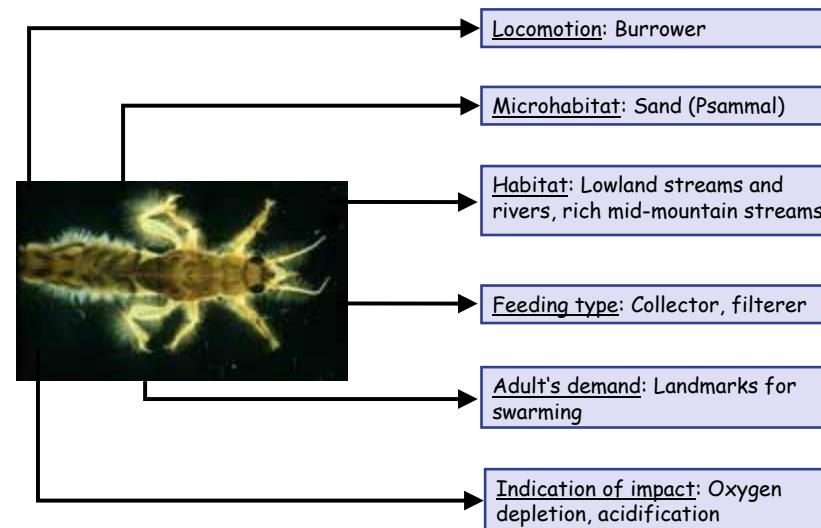 Locomotion: Burrower
Microhabitat: Sand (Psammal)
Habitat: Lowland streams and
rivers, rich mid-mountain streams
Feeding type: Collector, filterer
Adult‘s demand: Landmarks for
swarming
Indication of impact: Oxygen
depletion, acidification